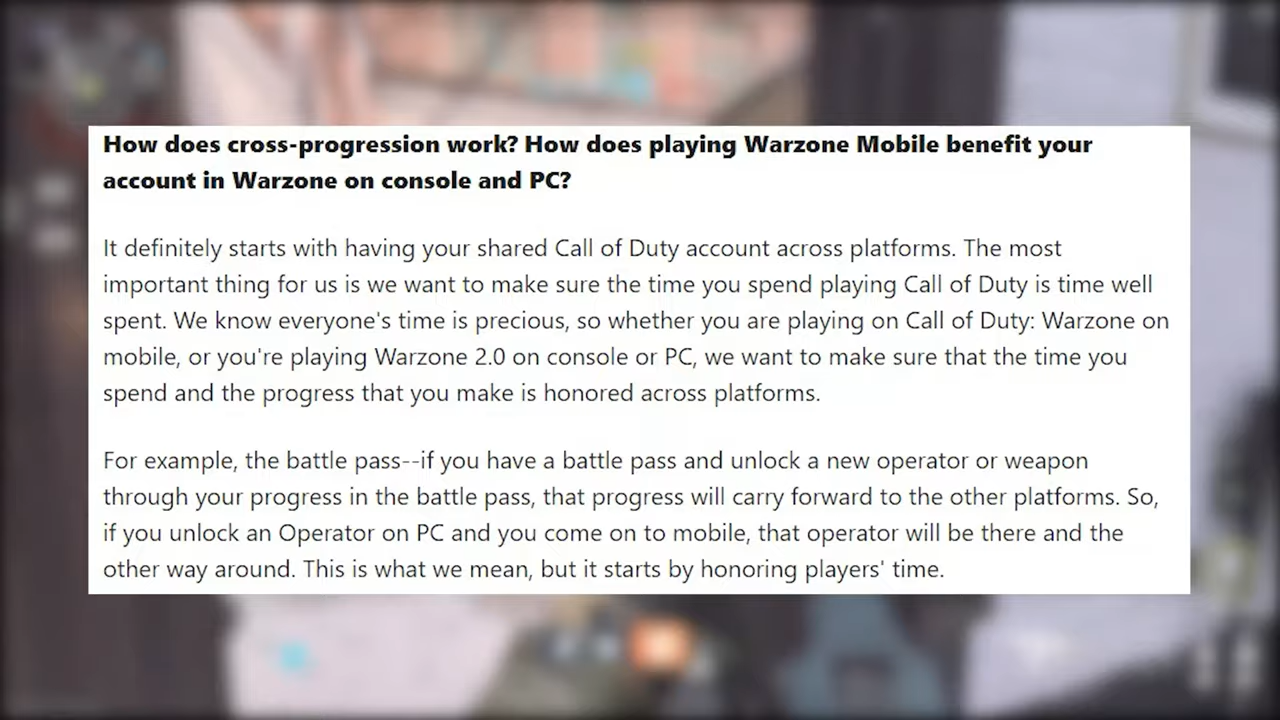 How does cross-progression work? How does playing Warzone Mobile benefit your
account in Warzone on console and PC?
It definitely starts with having your shared Call of Duty account across platforms. The most
important thing for us is we want to make sure the time you spend playing Call of Duty is time well
spent. We know everyone's time is precious, so whether you are playing on Call of Duty: Warzone on
mobile, or you're playing Warzone 2.0 on console or PC, we want to make sure that the time you
spend and the progress that you make is honored across platforms.
For example, the battle pass--if you have a battle pass and unlock a new operator or weapon
through your progress in the battle pass, that progress will carry forward to the other platforms. So,
if you unlock an Operator on PC and you come on to mobile, that operator will be there and the
other way around. This is what we mean, but it starts by honoring players' time.